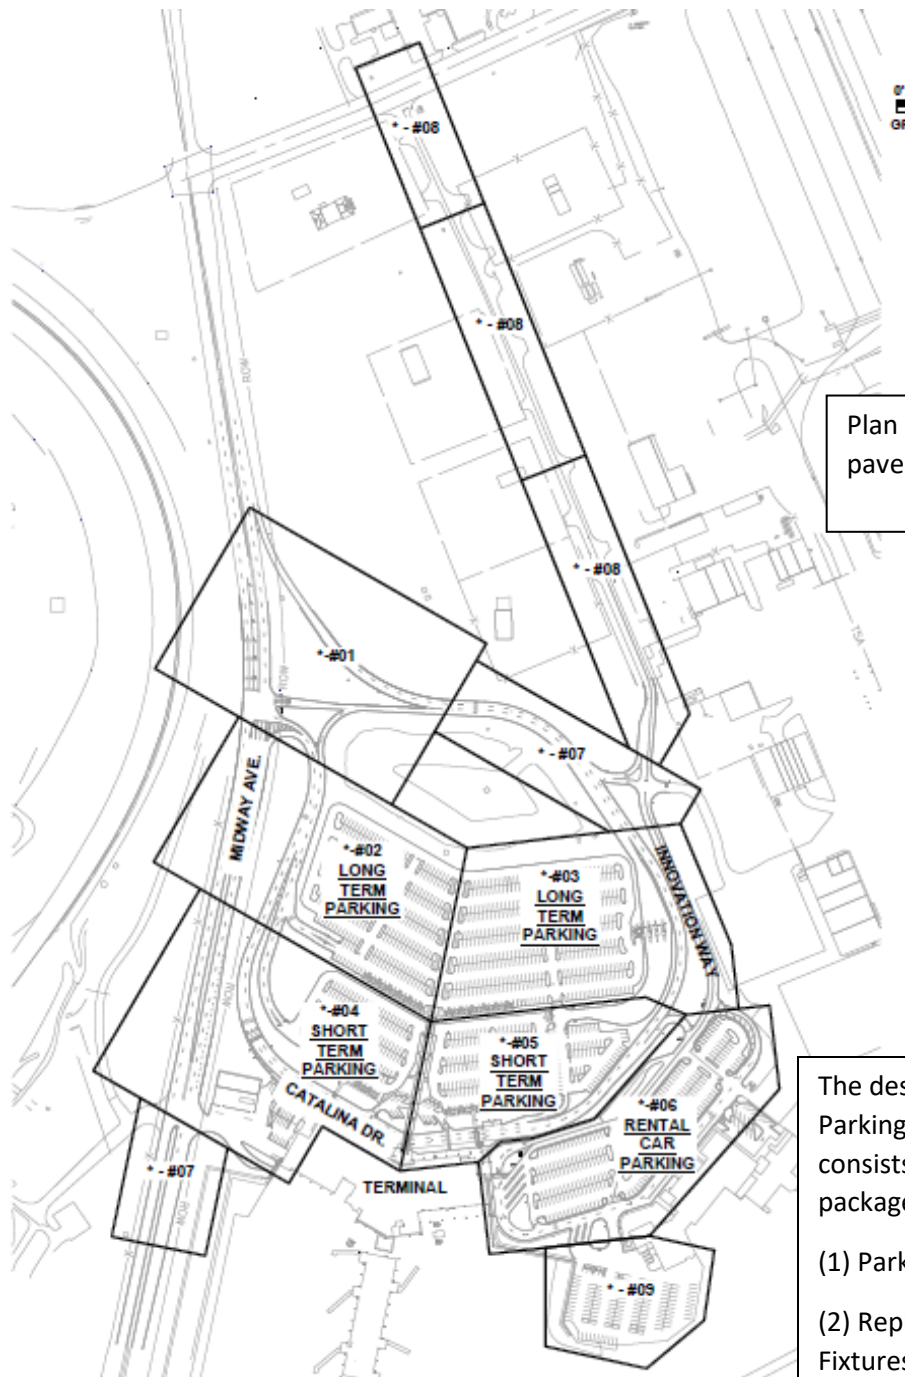 * - #08
0'
* - #08
ROW
Plan
pave
* - #08
TSA
*-#01
ROW
* - #07
MIDWAY AVE.
*-#02
LONG
TERM
PARKING
*-#03
LONG
TERM
PARKING
INNOVATION WAY
ROW
*-#04
SHORT
TERM
PARKING
*-#05
SHORT
TERM
PARKING
CATALINA DR.
*-#06
RENTAL
CAR
PARKING
The des
Parking
consists
package
* - #07
ROW
TERMINAL
(1) Park
* - #09
(2) Rep
Fixtures